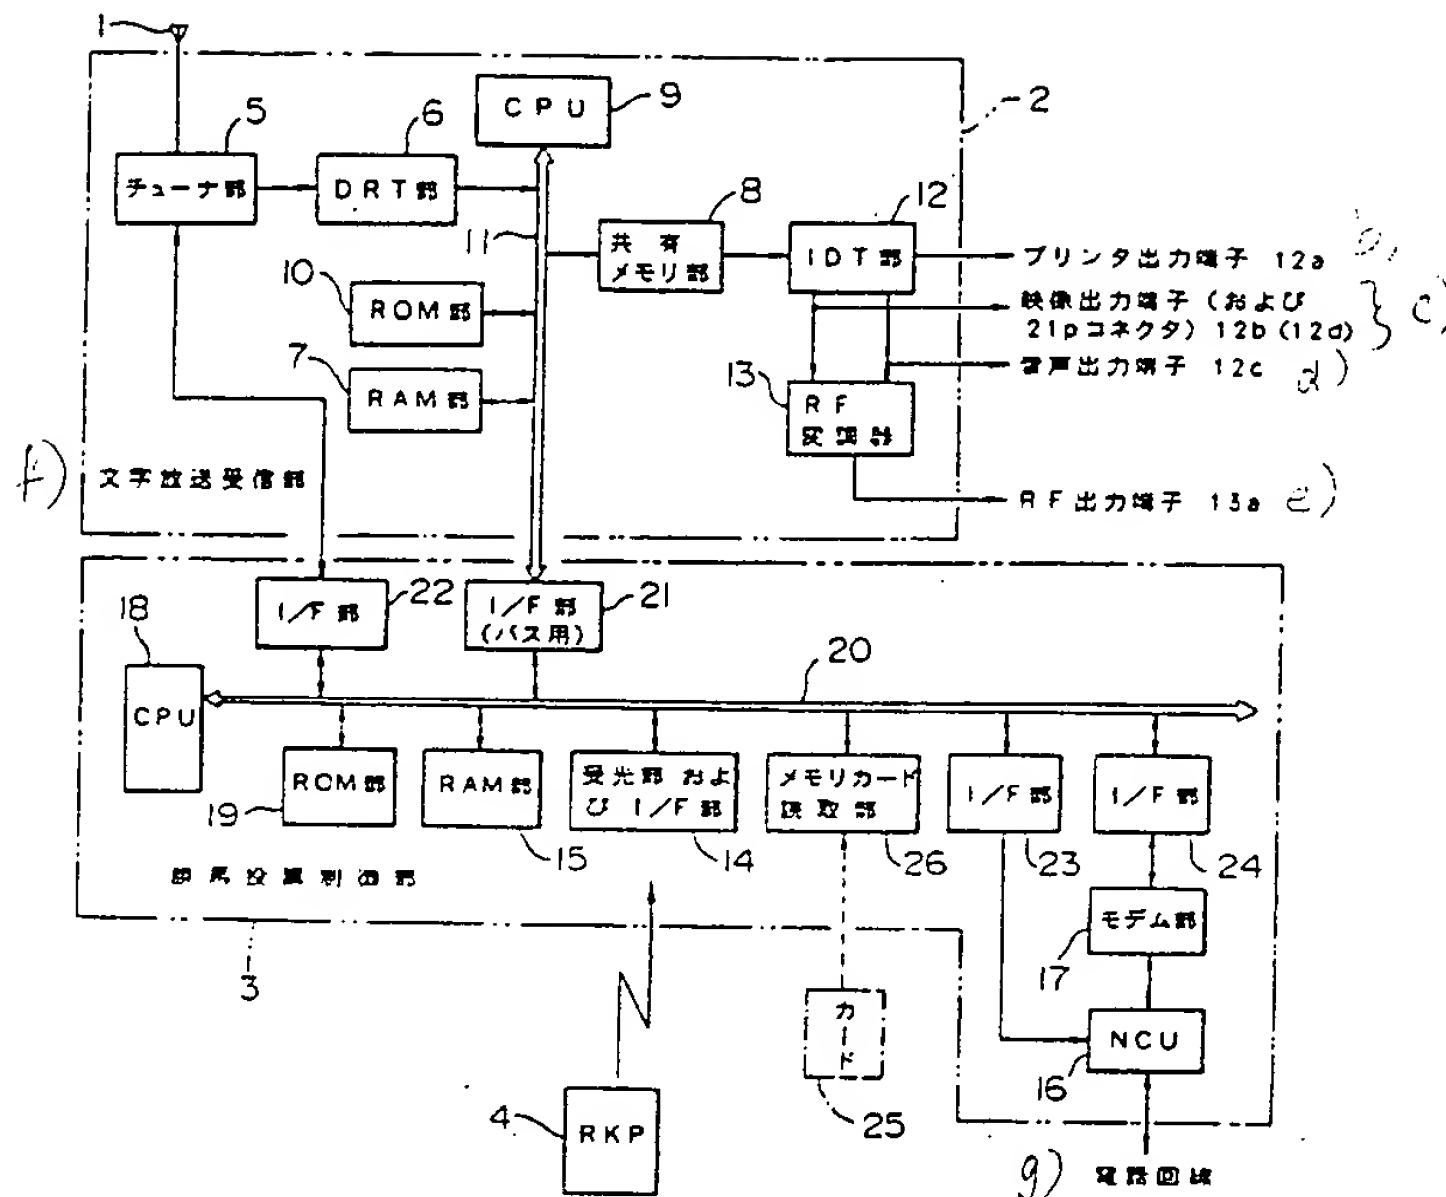 1
2
9
CPU
5
6
チューナ部
DRT部
11
8
共有
メモリ部
12
IDT部
プリンタ出力端子 12a
映像出力端子(および
21pコネクタ) 12b(12d)
c)
音声出力端子 12c
d)
10
ROM部
7
RAM部
13
RF
変調器
RF出力端子 13a
e)
f)
文字放送受信部
22
I/F部
21
I/F部
(バス用)
18
CPU
20
ROM部
19
RAM部
15
受光部 およ
び I/F部
14
メモリカード
読取部
26
I/F部
23
I/F部
24
モデム部
17
NCU
16
3
カード
25
4
RKP
g)
電話回線